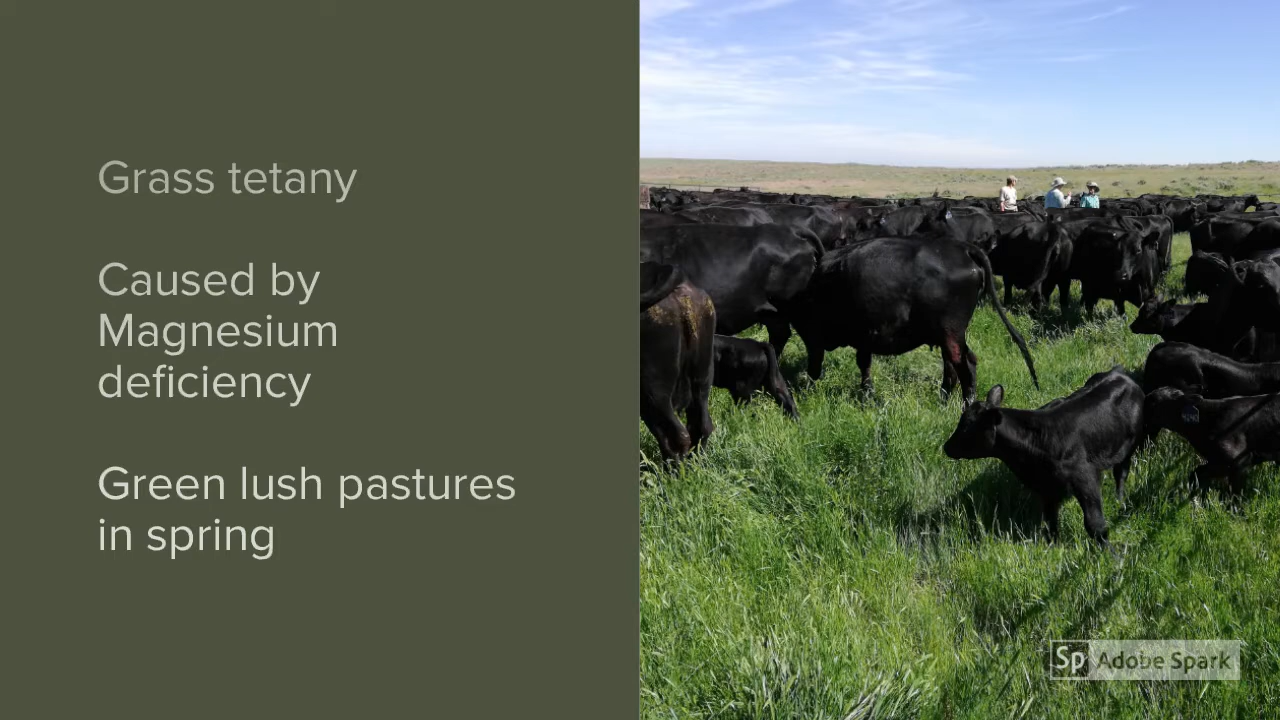 Grass tetany
Caused by
Magnesium
deficiency
Green lush pastures
in spring
Sp Adobe Spark